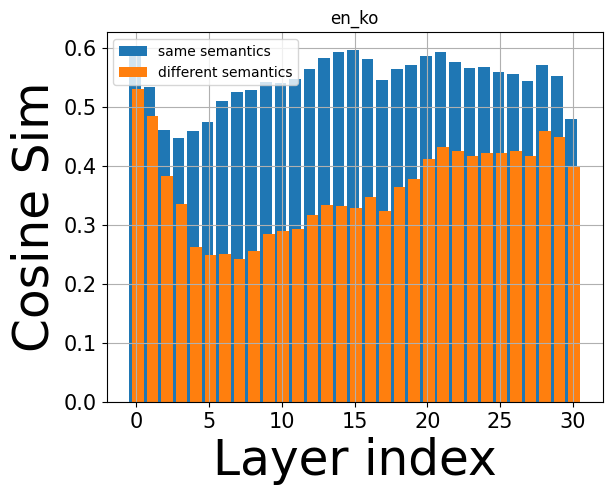 en_ko
same semantics
different semantics
Cosine Sim
0.6
0.5
0.4
0.3
0.2
0.1
0.0
0 5 10 15 20 25 30
Layer index